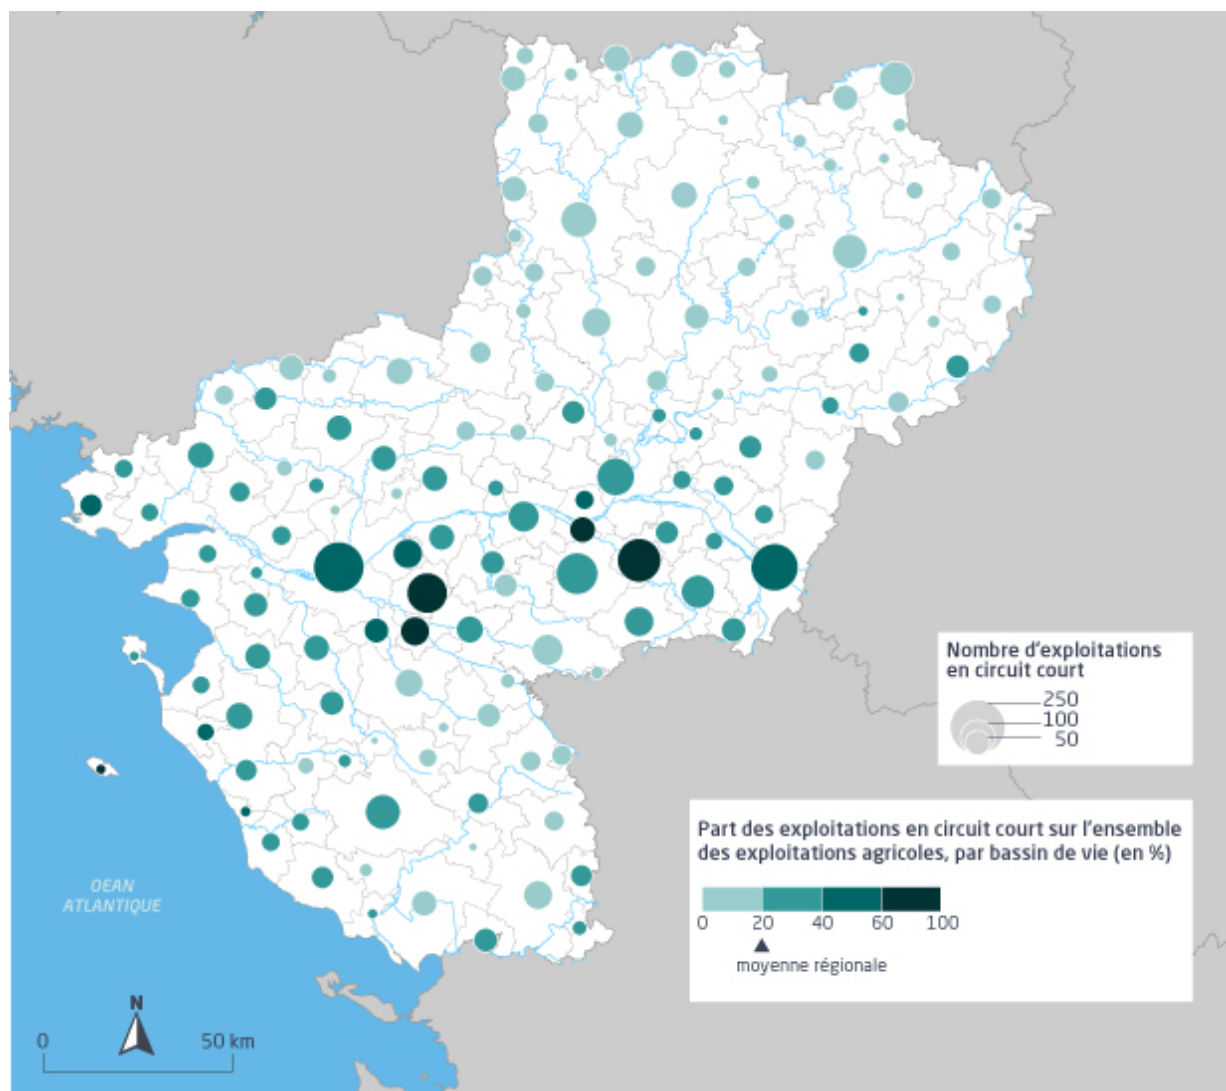 Nombre d'exploitations
en circuit court
250
100
50
Part des exploitations en circuit court sur l'ensemble
des exploitations agricoles, par bassin de vie (en %)
0 20 40 60 100
moyenne régionale
OEAN
ATLANTIQUE
N
0 50 km